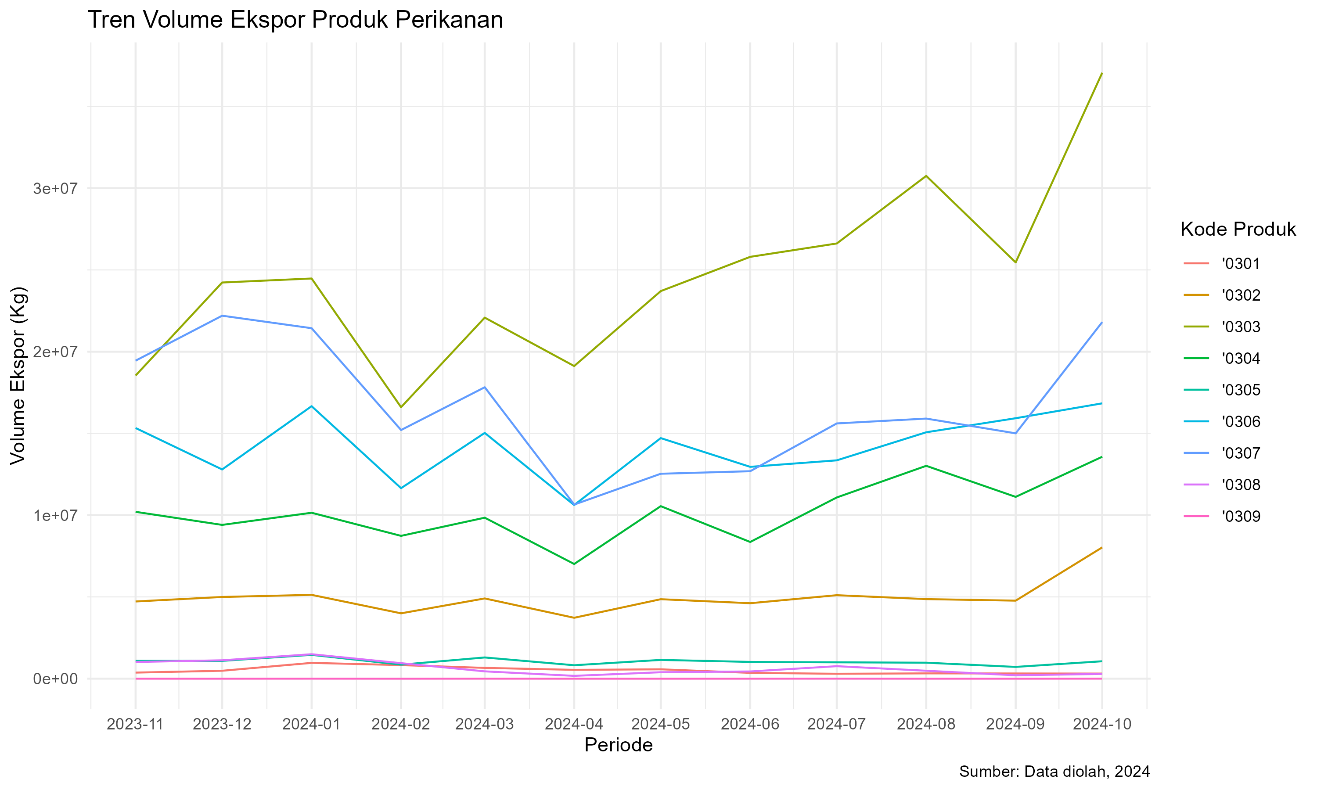 Tren Volume Ekspor Produk Perikanan
Volume Ekspor (Kg)
3e+07
2e+07
1e+07
0e+00
2023-11 2023-12 2024-01 2024-02 2024-03 2024-04 2024-05 2024-06 2024-07 2024-08 2024-09 2024-10
Periode
Sumber: Data diolah, 2024
Kode Produk
'0301
'0302
'0303
'0304
'0305
'0306
'0307
'0308
'0309